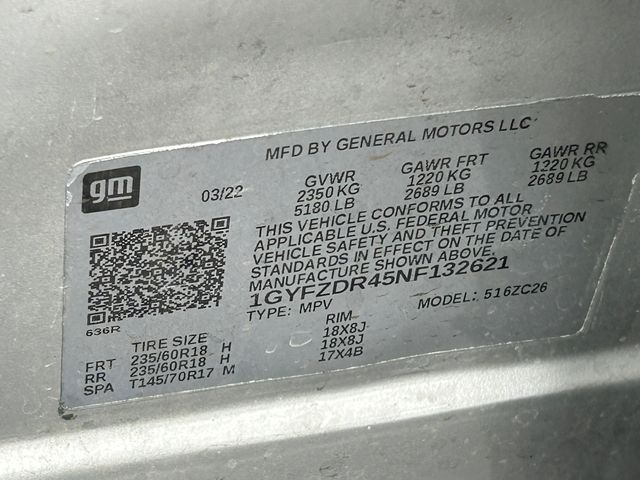 MFD BY GENERAL MOTORS LLC
gm
03/22
GVWR GAWR FRT GAWR RR
2350 KG 1220 KG 1320 KG
5180 LB 2689 LB 2689 LB
THIS VEHICLE CONFORMS TO ALL
APPLICABLE U.S. FEDERAL MOTOR
VEHICLE SAFETY AND THEFT PREVENTION
STANDARDS IN EFFECT ON THE DATE OF
MANUFACTURE SHOWN ABOVE.
1GYFZDR45NF132621
TYPE: MPV MODEL: 516ZC26
636R
TIRE SIZE RIM
FRT 235/60R18 H 18X8J
RR 235/60R18 H 18X8J
SPA T145/70R17 M 17X4B